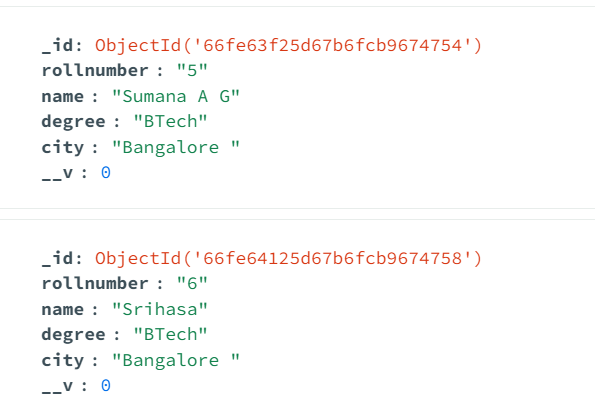 _id: ObjectId('66fe63f25d67b6fcb9674754')
rollnumber : "5"
name : "Sumana A G"
degree : "BTech"
city : "Bangalore "
__v : 0
_id: ObjectId('66fe64125d67b6fcb9674758')
rollnumber : "6"
name : "Srihasa"
degree : "BTech"
city : "Bangalore "
__v : 0